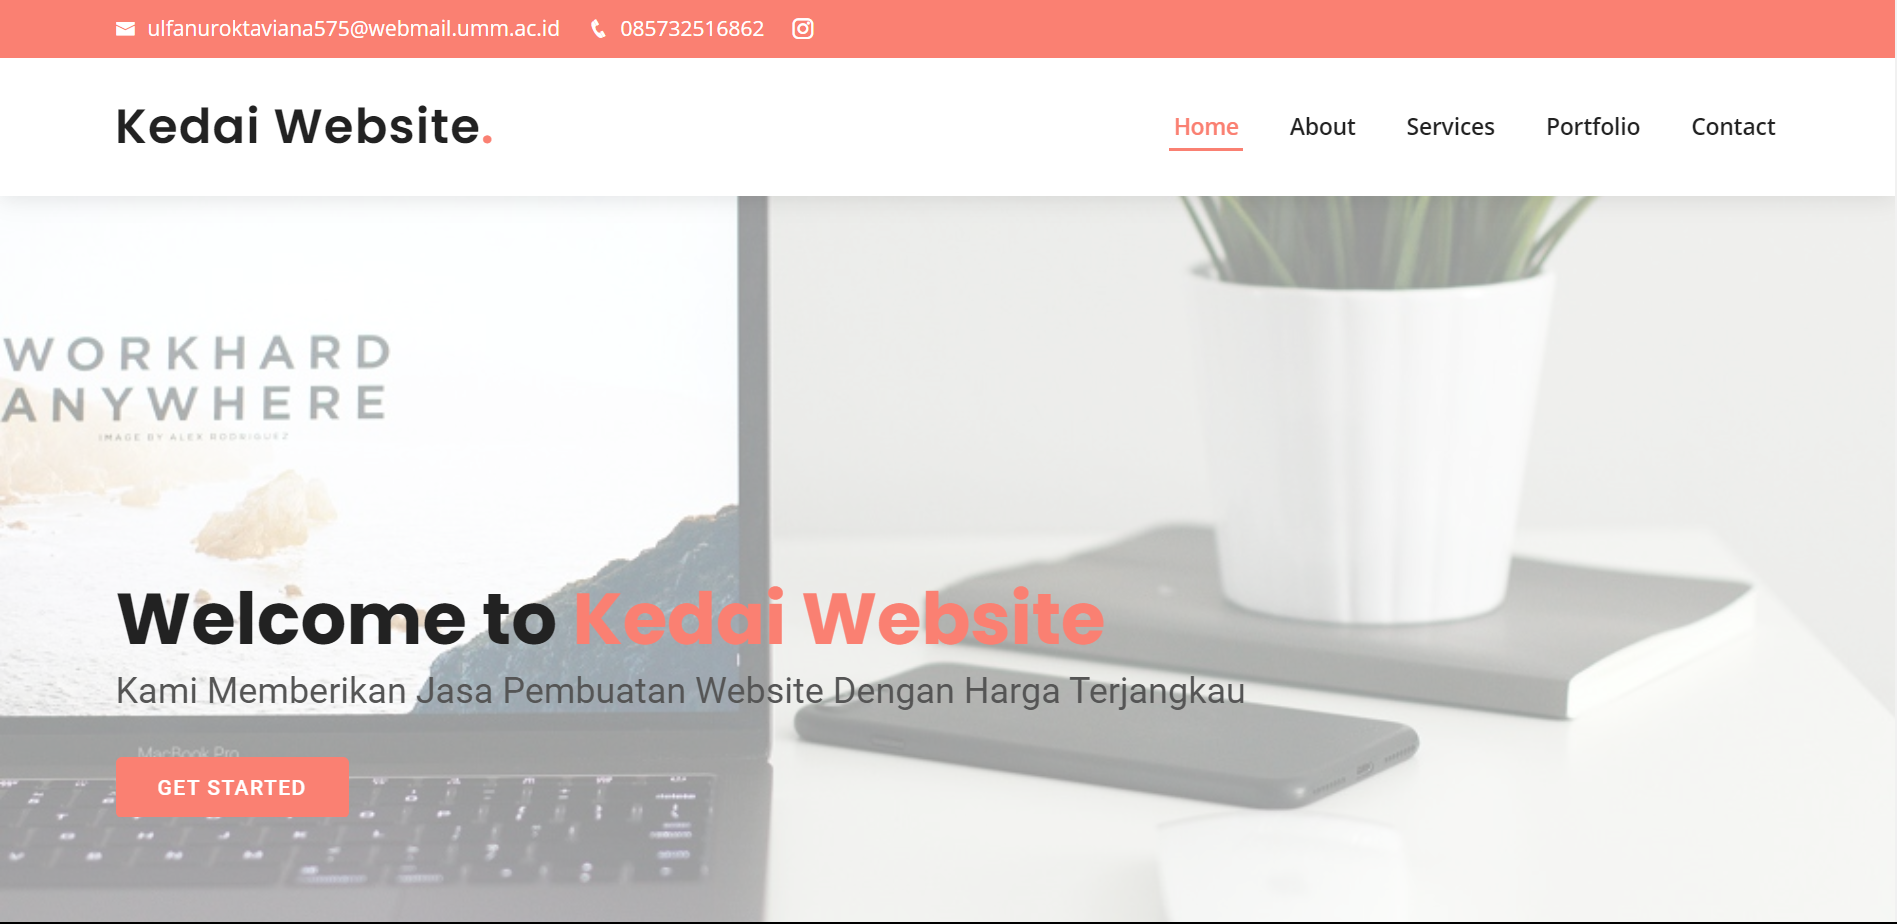 ulfanuroktaviana575@webmail.umm.ac.id 085732516862
Kedai Website.
Home About Services Portfolio Contact
WORKHARD
ANYWHERE
IMAGE BY ALEX RODRIGUEZ
Welcome to Kedai Website
Kami Memberikan Jasa Pembuatan Website Dengan Harga Terjangkau
MacBook Pro
GET STARTED
delete